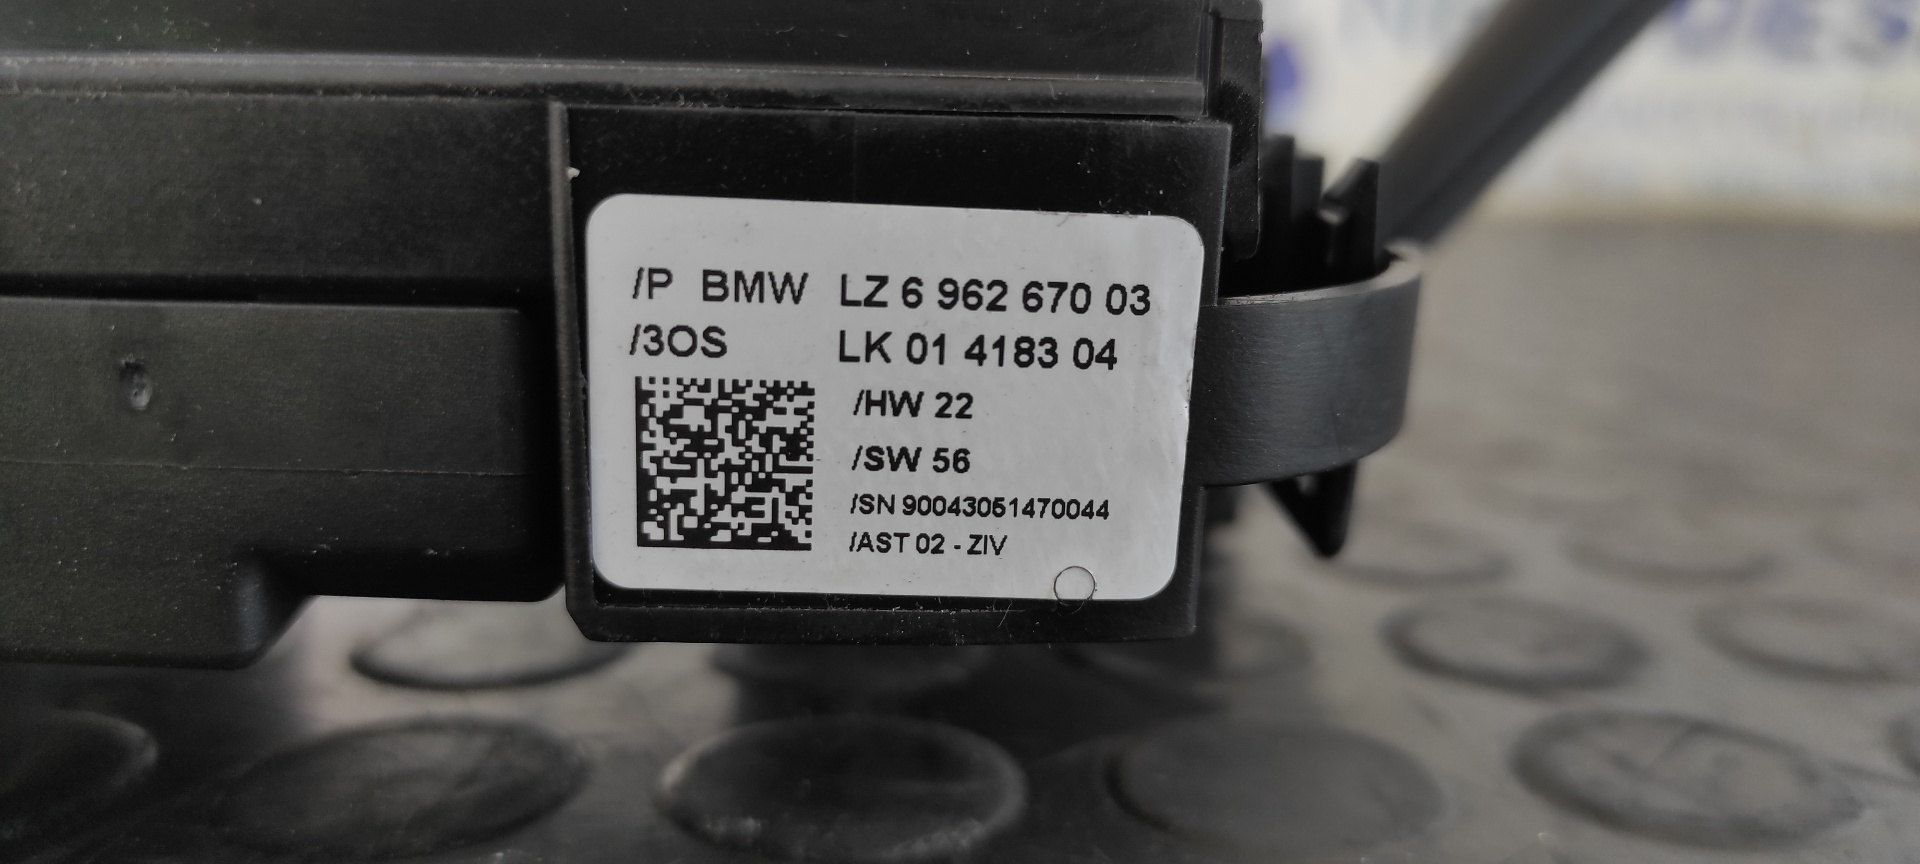 /P BMW LZ 6 962 670 03
/3OS LK 01 4183 04
/HW 22
/SW 56
/SN 90043051470044
/AST 02 - ZIV